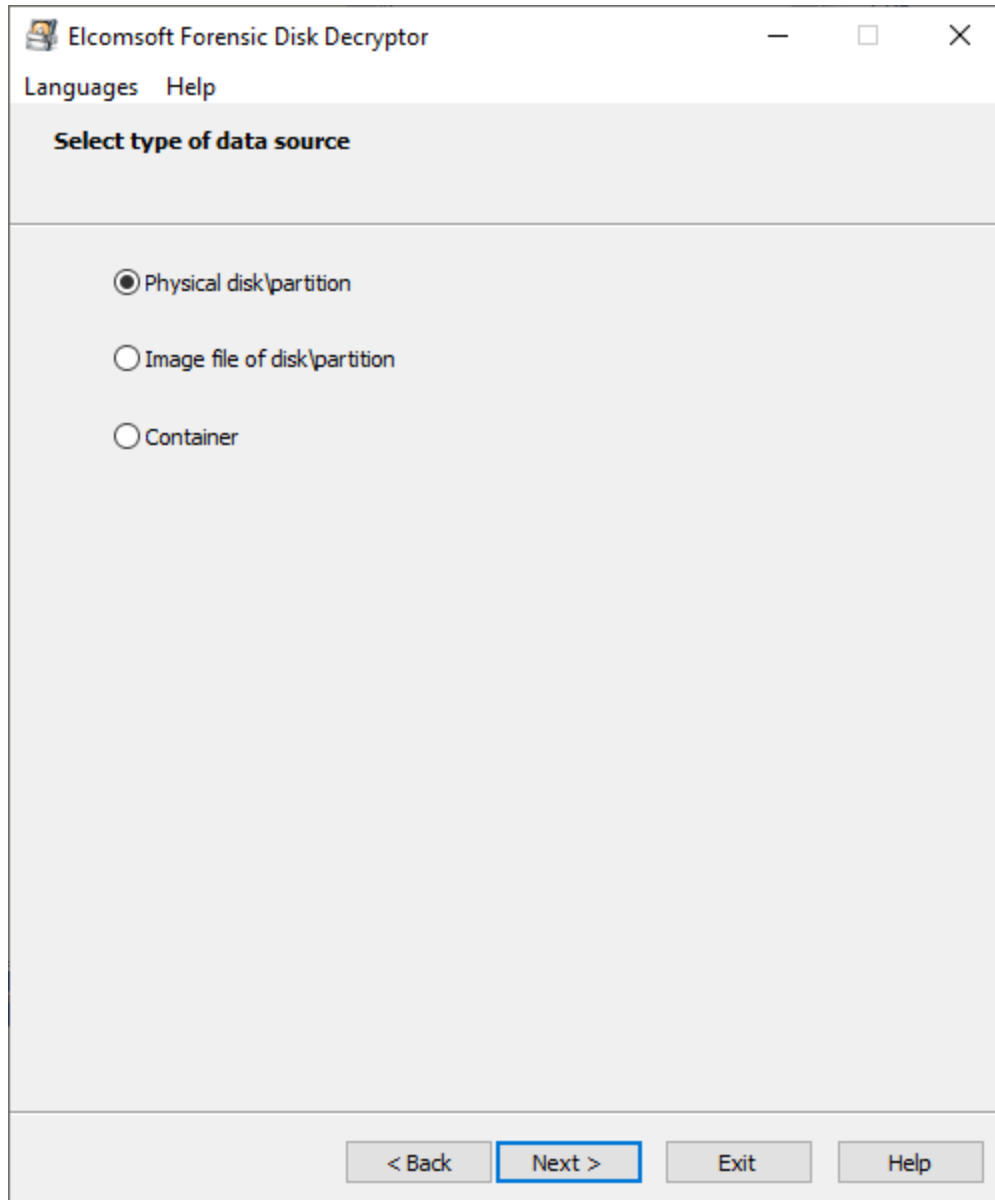 Elcomsoft Forensic Disk Decryptor
Languages Help
Select type of data source
Physical disk\partition
Image file of disk\partition
Container
< Back Next > Exit Help